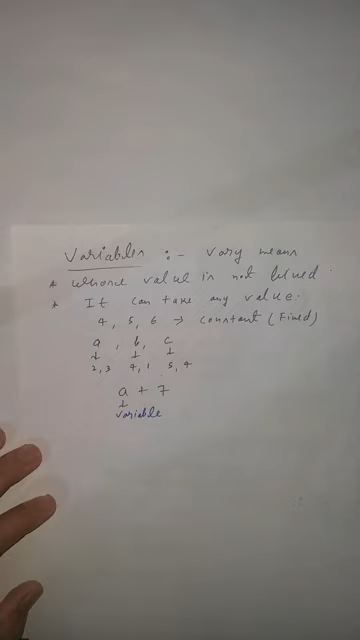 Variables :- vary means
* whose value is not fixed.
* It can take any value.
4, 5, 6 → constant (Fixed)
a, b, c
↓ ↓ ↓
2,3 7,1 5,4
a + 7
↓
variable